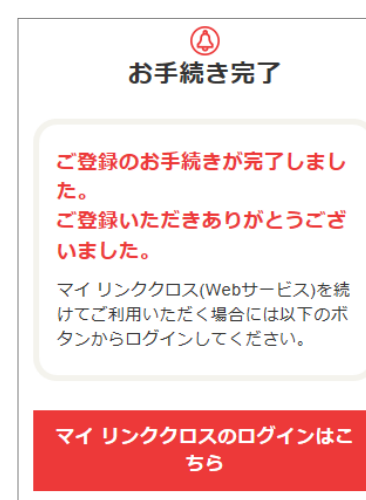 お手続き完了
ご登録のお手続きが完了しまし
た。
ご登録いただきありがとうござ
いました。
マイ リンククロス(Webサービス)を続
けてご利用いただく場合には以下のボ
タンからログインしてください。
マイ リンククロスのログインはこ
ちら